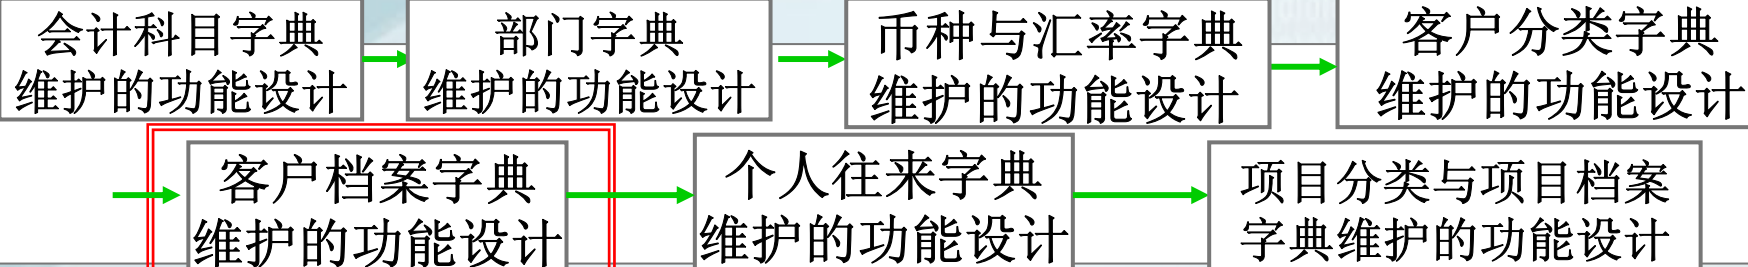 会计科目字典
维护的功能设计
部门字典
维护的功能设计
币种与汇率字典
维护的功能设计
客户分类字典
维护的功能设计
客户档案字典
维护的功能设计
个人往来字典
维护的功能设计
项目分类与项目档案
字典维护的功能设计